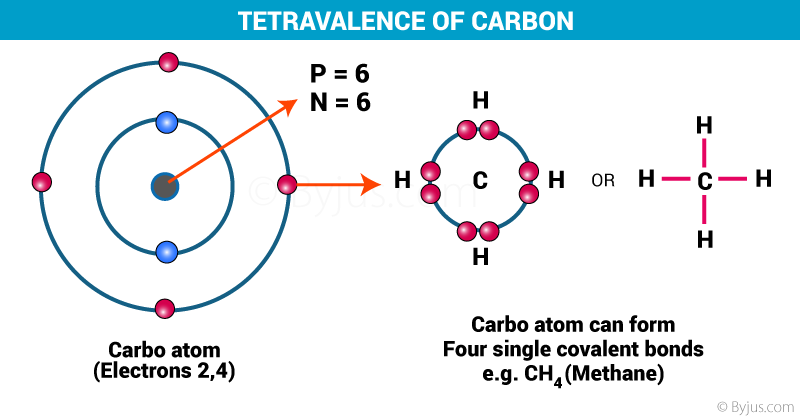 TETRAVALENCE OF CARBON
P = 6
N = 6
Carbo atom
(Electrons 2,4)
H
H C H
H
OR
H
H C H
H
Carbo atom can form
Four single covalent bonds
e.g. CH₄ (Methane)
© Byjus.com
© Byjus.com